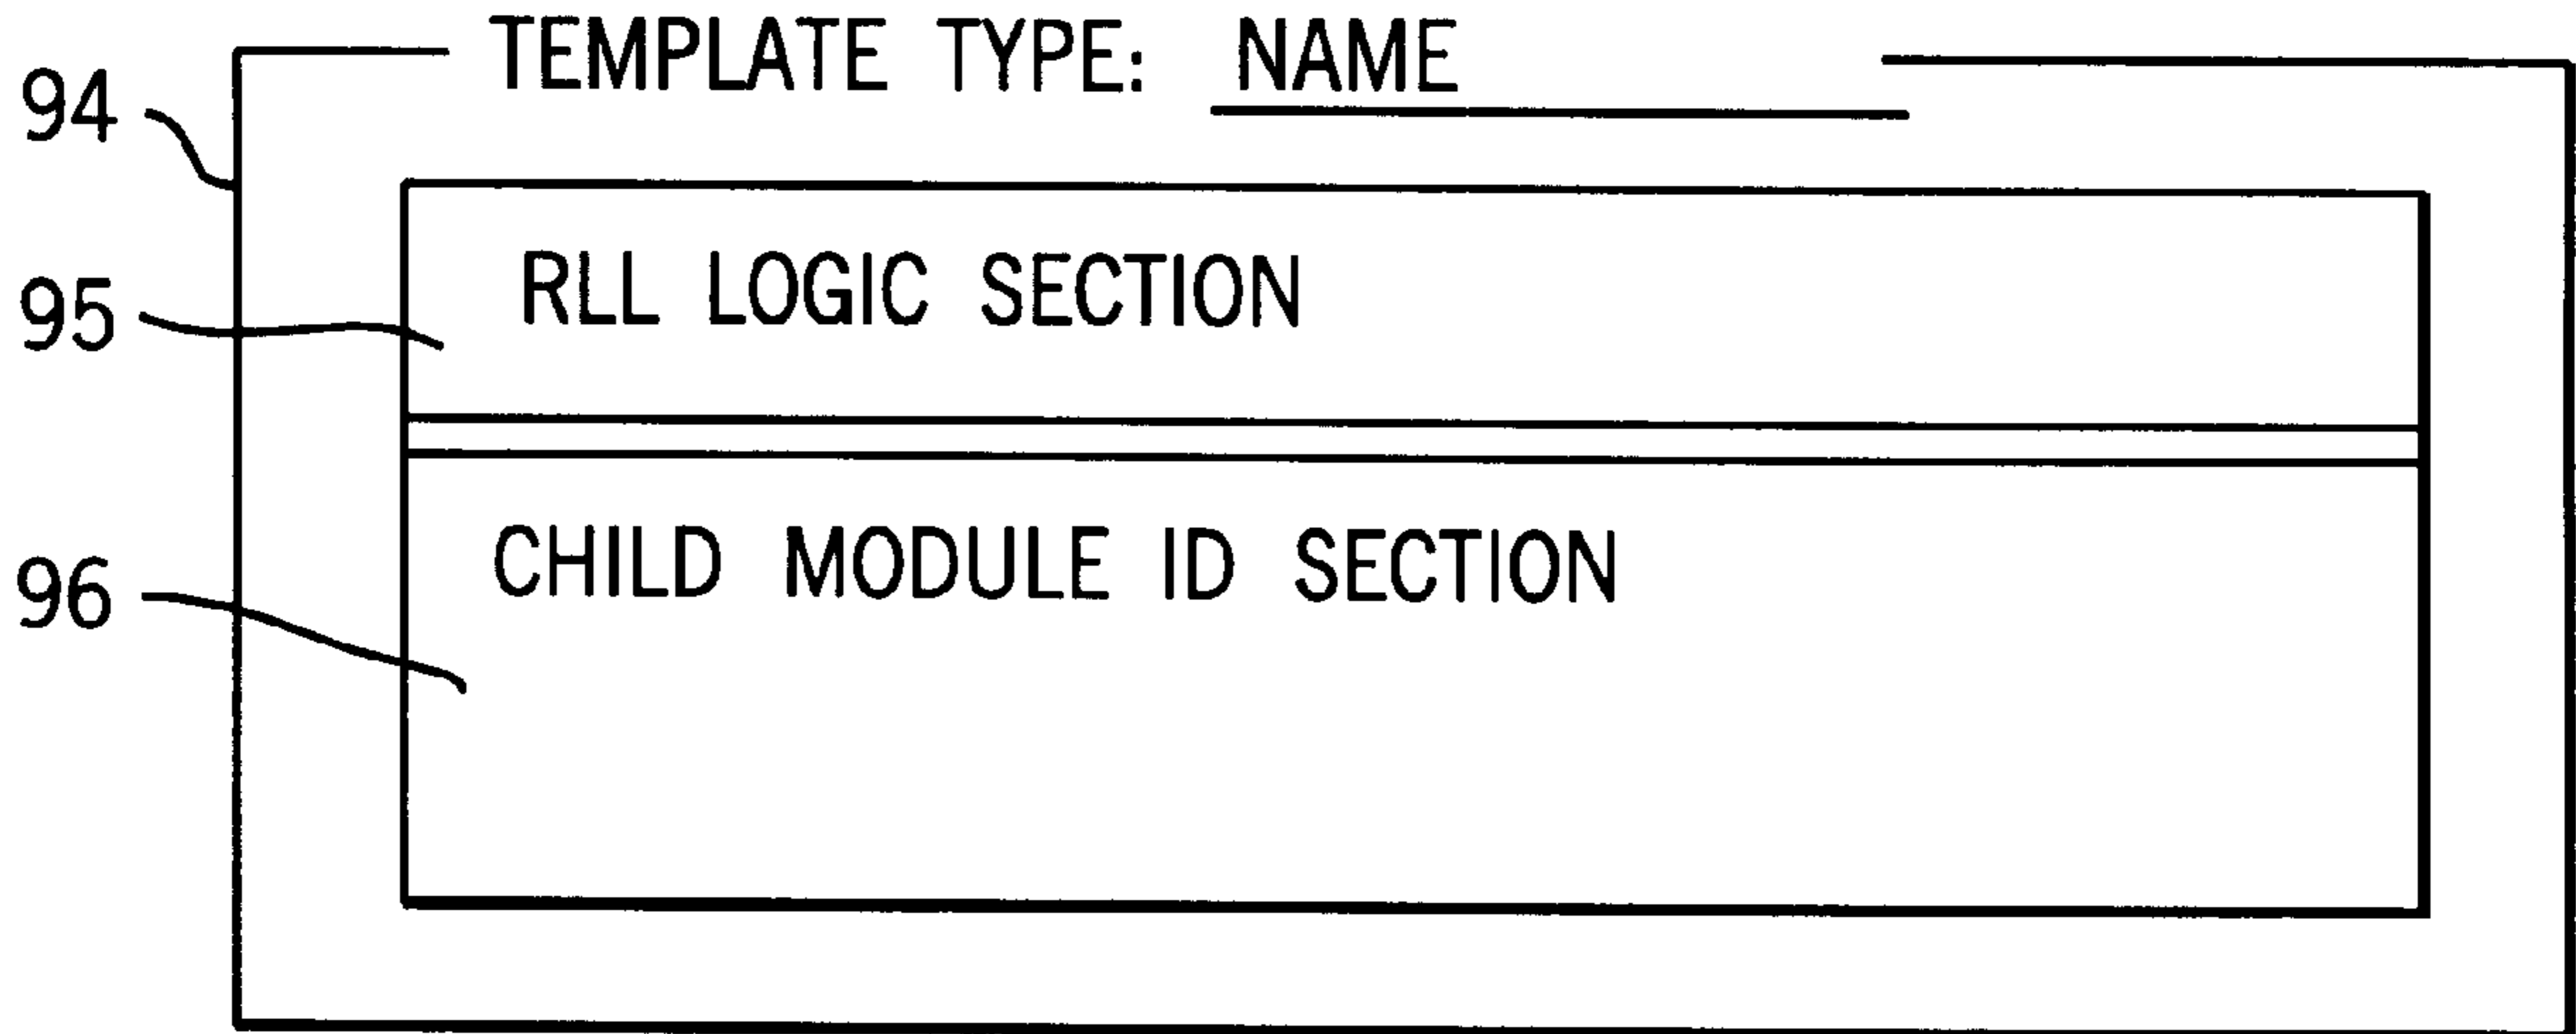 TEMPLATE TYPE: NAME
94
95
RLL LOGIC SECTION
96
CHILD MODULE ID SECTION